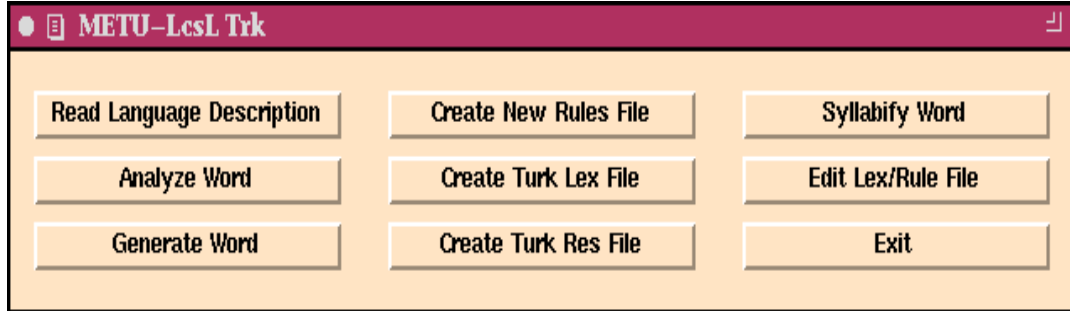 METU-LcsL Trk
Read Language Description
Create New Rules File
Syllabify Word
Analyze Word
Create Turk Lex File
Edit Lex/Rule File
Generate Word
Create Turk Res File
Exit